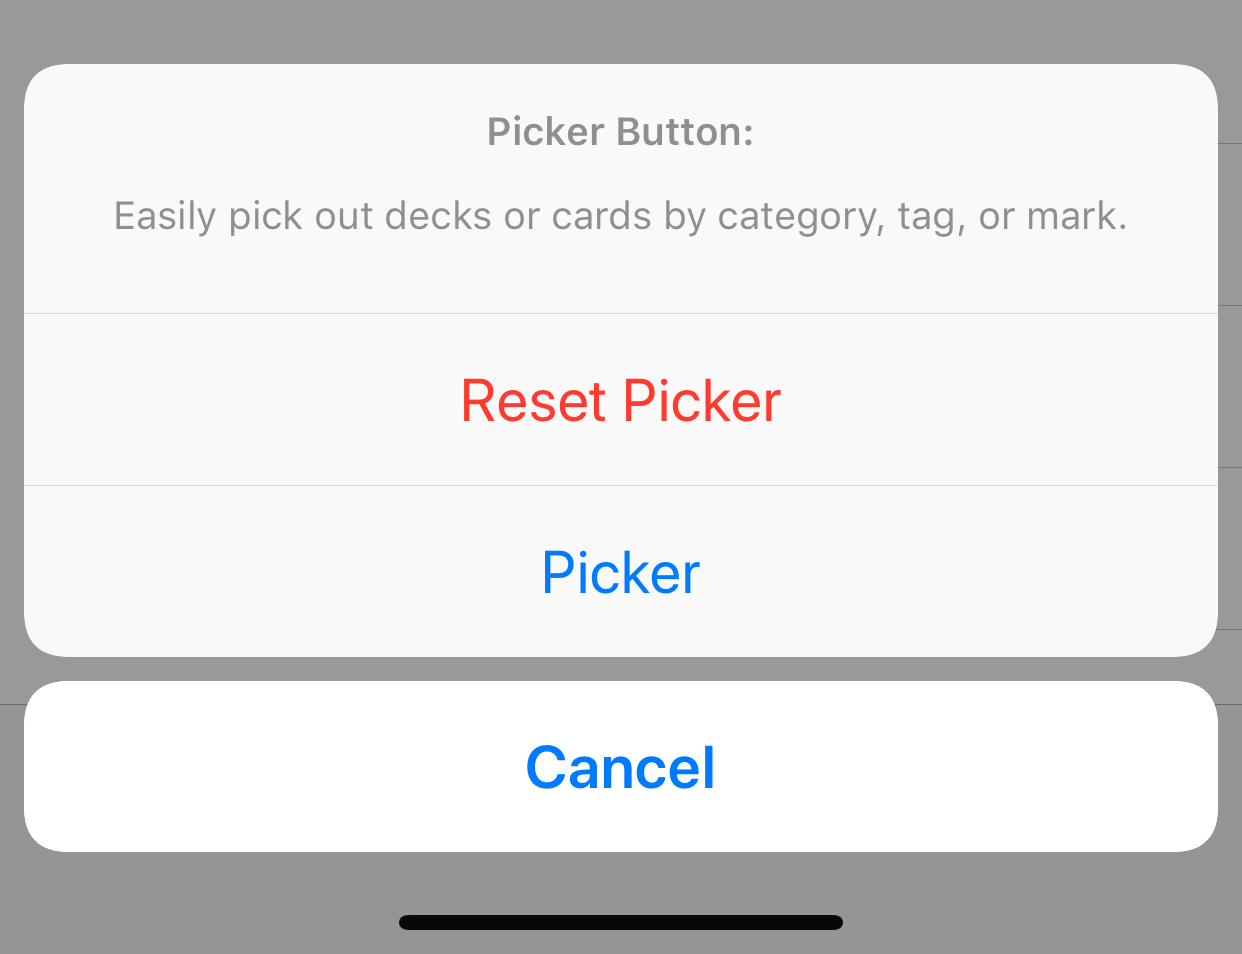 Picker Button:
Easily pick out decks or cards by category, tag, or mark.
Reset Picker
Picker
Cancel